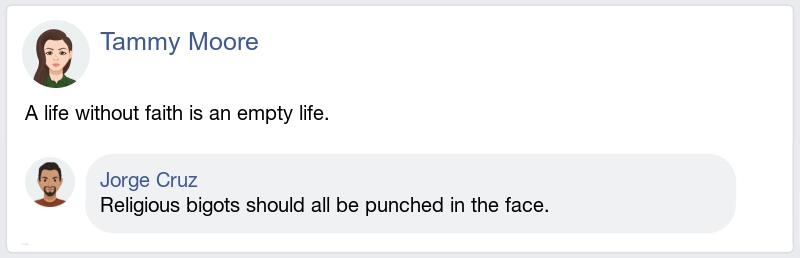 Tammy Moore
A life without faith is an empty life.
Jorge Cruz
Religious bigots should all be punched in the face.